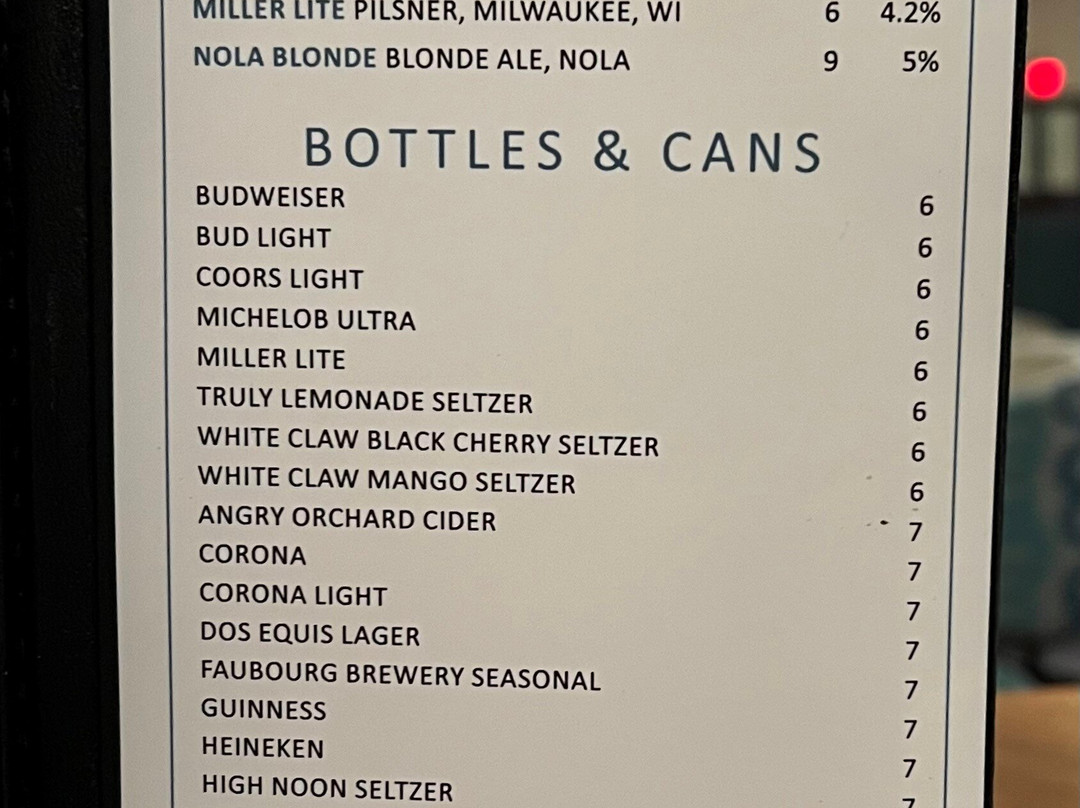 MILLER LITE PILSNER, MILWAUKEE, WI 6 4.2%
NOLA BLONDE BLONDE ALE, NOLA 9 5%
BOTTLES & CANS
BUDWEISER 6
BUD LIGHT 6
COORS LIGHT 6
MICHELOB ULTRA 6
MILLER LITE 6
TRULY LEMONADE SELTZER 6
WHITE CLAW BLACK CHERRY SELTZER 6
WHITE CLAW MANGO SELTZER 6
ANGRY ORCHARD CIDER 7
CORONA 7
CORONA LIGHT 7
DOS EQUIS LAGER 7
FAUBOURG BREWERY SEASONAL 7
GUINNESS 7
HEINEKEN 7
HIGH NOON SELTZER 7